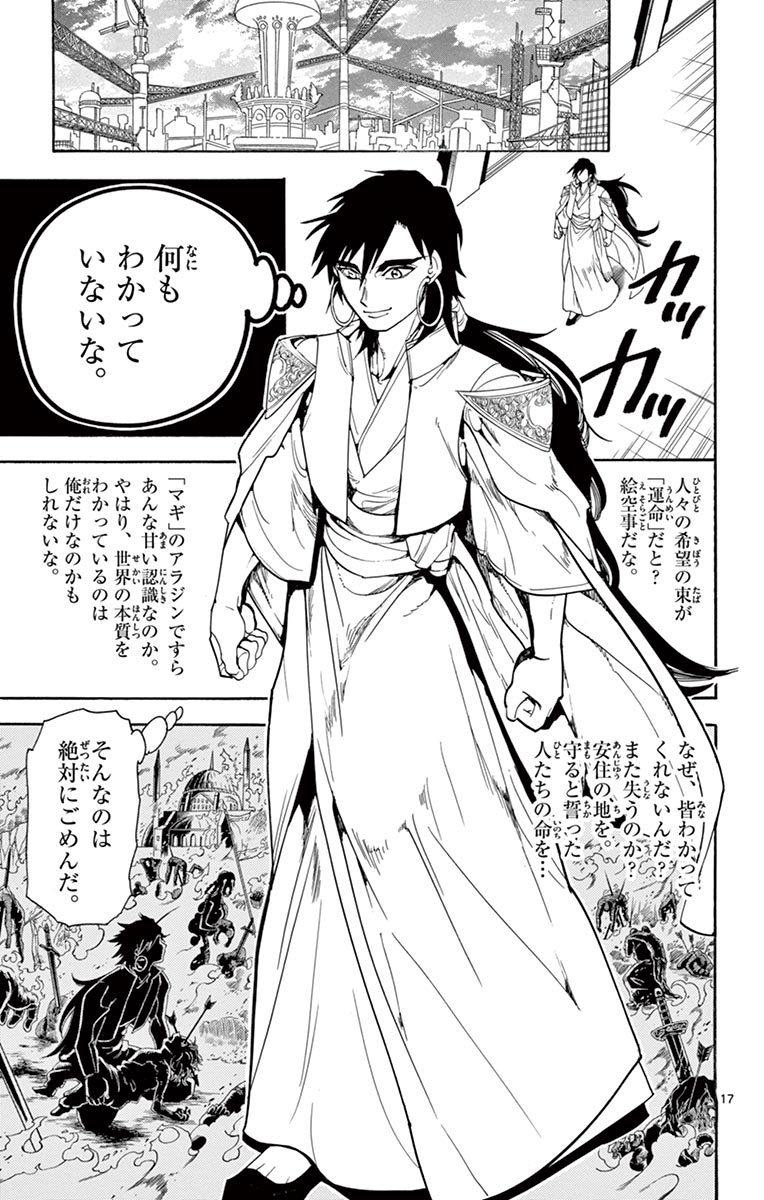 カッ
カッ
何も
わかって
いないな。
人々の希望の束が
「運命」だと？
絵空事だな。
「マギ」のアラジンですら
あんな甘い認識なのか。
やはり、世界の本質を
わかっているのは
俺だけなのかも
しれないな。
なぜ、皆わかって
くれないんだ？
また失うのか？
安住の地を。
守ると誓った
人たちの命を…
そんなのは
絶対にごめんだ。
17